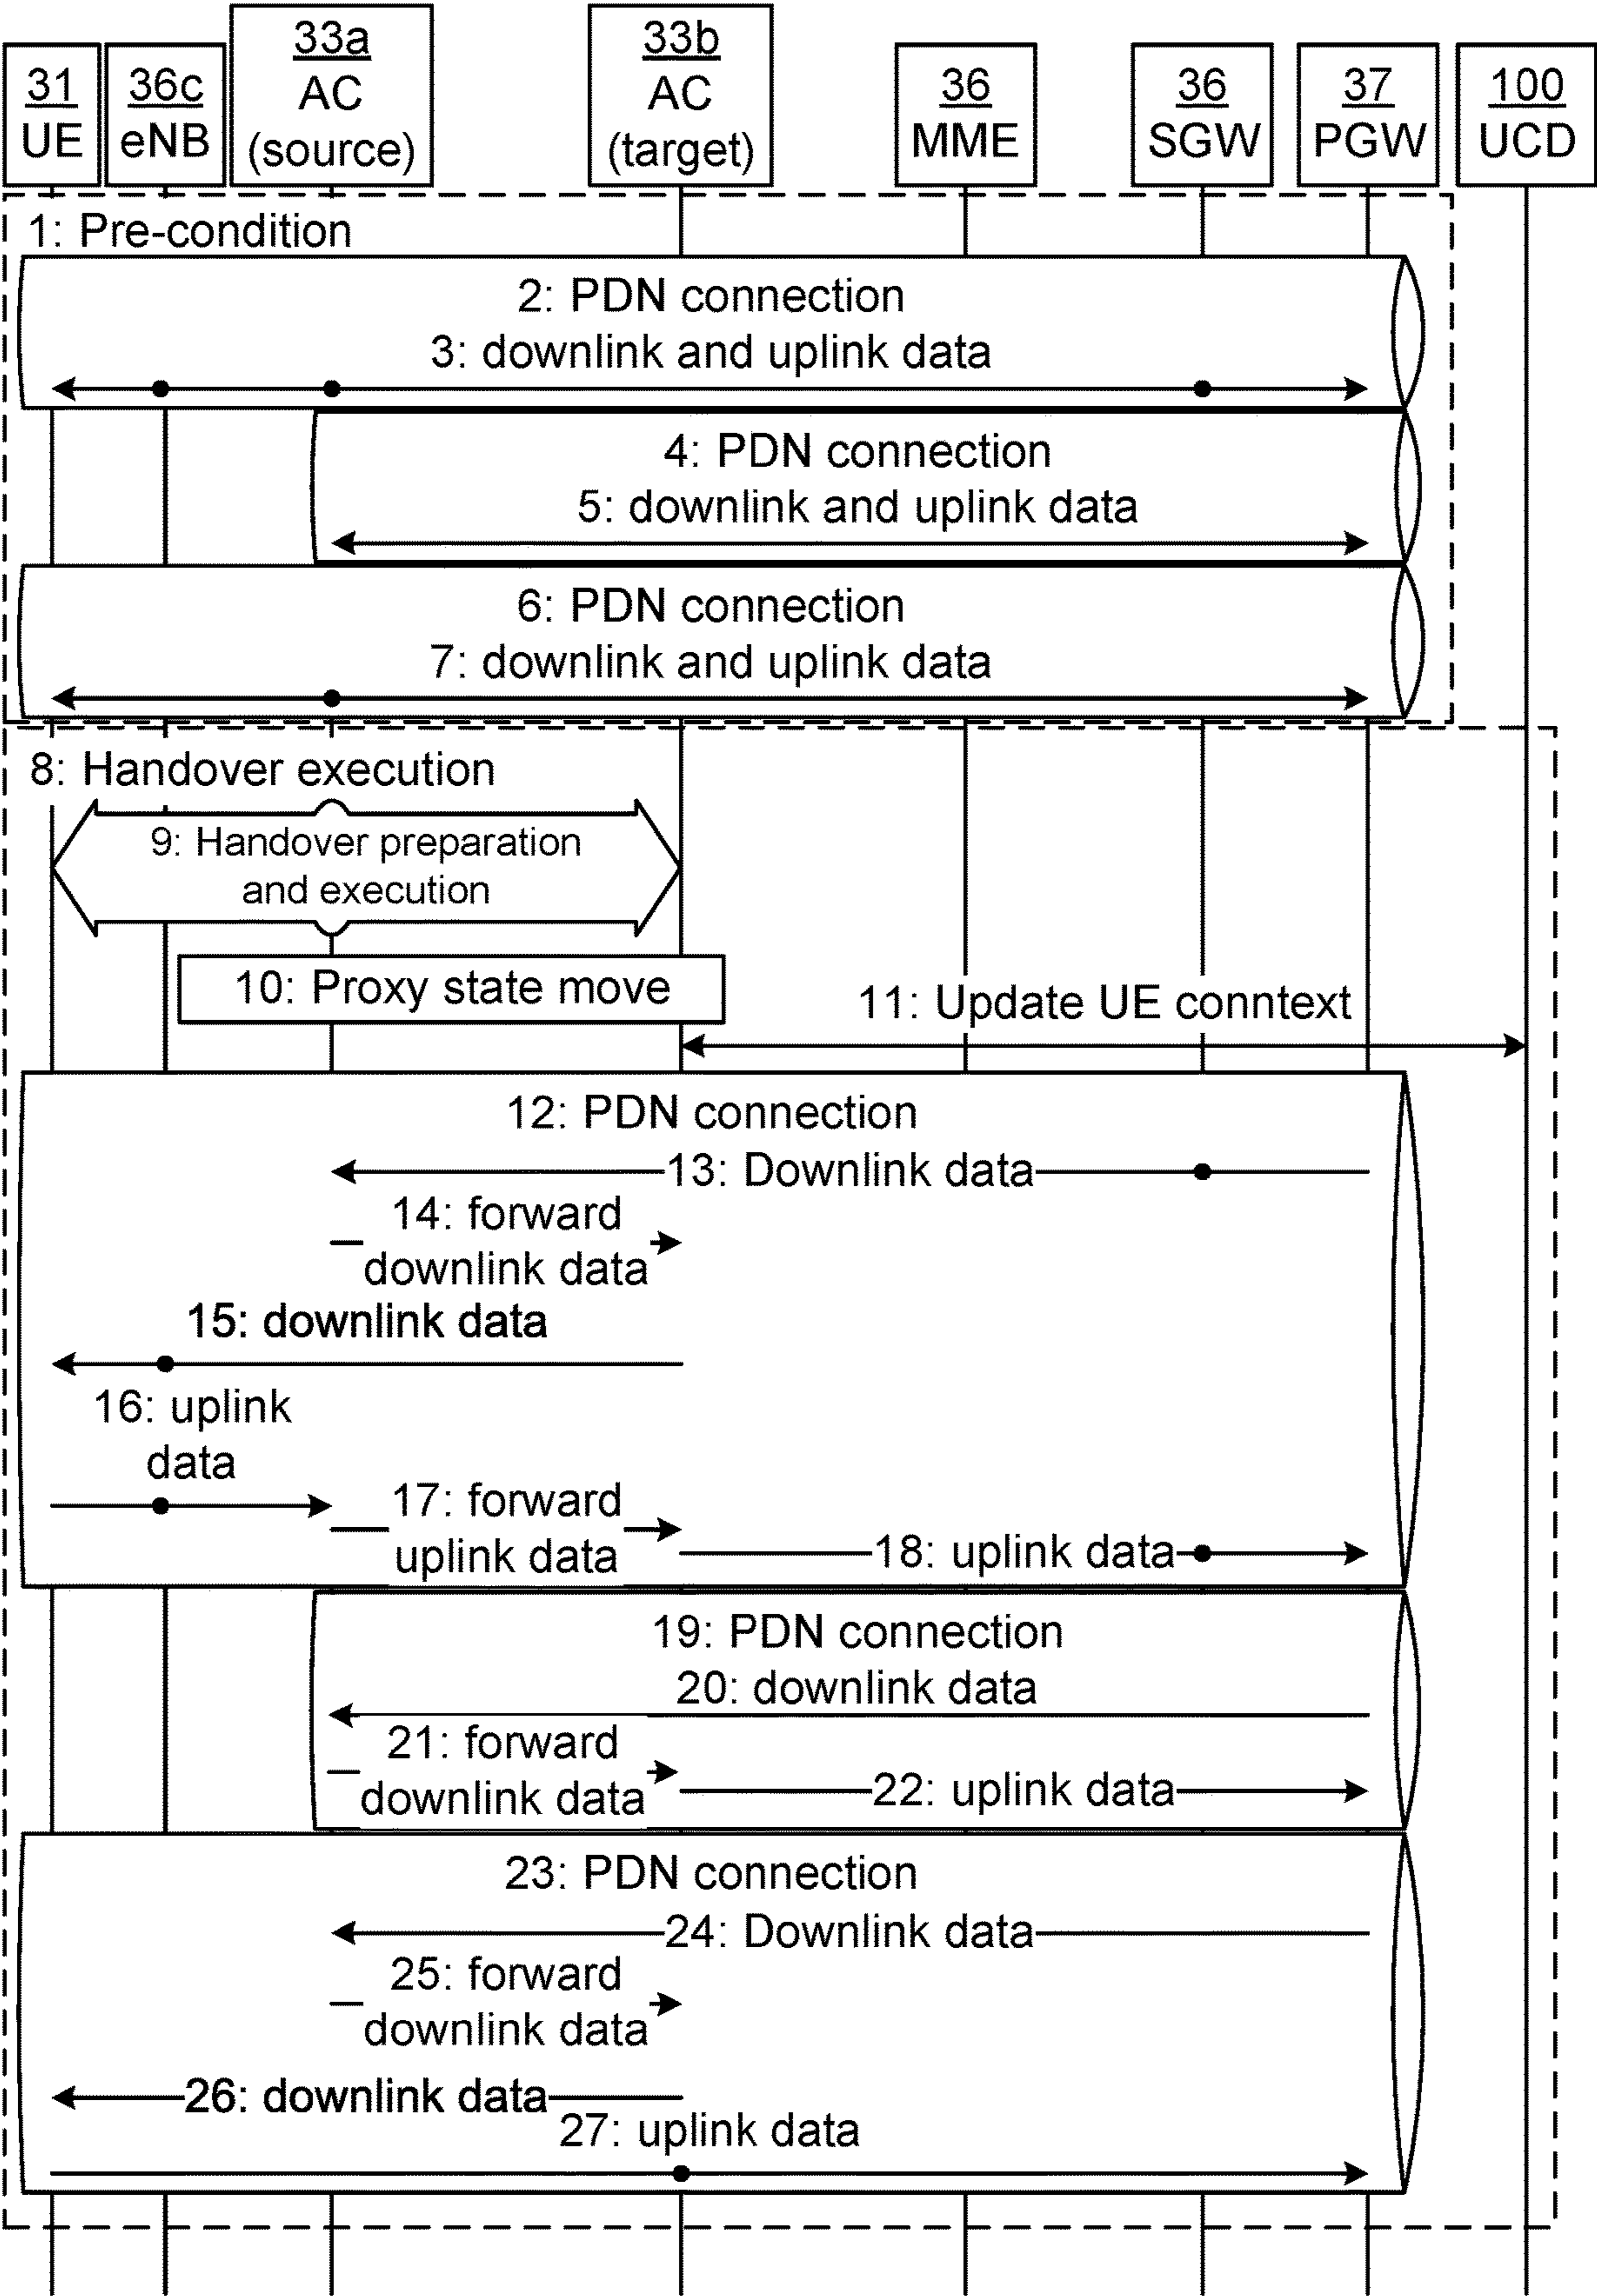 31
UE
36c
eNB
33a
AC
(source)
33b
AC
(target)
36
MME
36
SGW
37
PGW
100
UCD
1: Pre-condition
2: PDN connection
3: downlink and uplink data
4: PDN connection
5: downlink and uplink data
6: PDN connection
7: downlink and uplink data
8: Handover execution
9: Handover preparation
and execution
10: Proxy state move
11: Update UE conntext
12: PDN connection
13: Downlink data
14: forward
downlink data
15: downlink data
16: uplink
data
17: forward
uplink data
18: uplink data
19: PDN connection
20: downlink data
21: forward
downlink data
22: uplink data
23: PDN connection
24: Downlink data
25: forward
downlink data
26: downlink data
27: uplink data